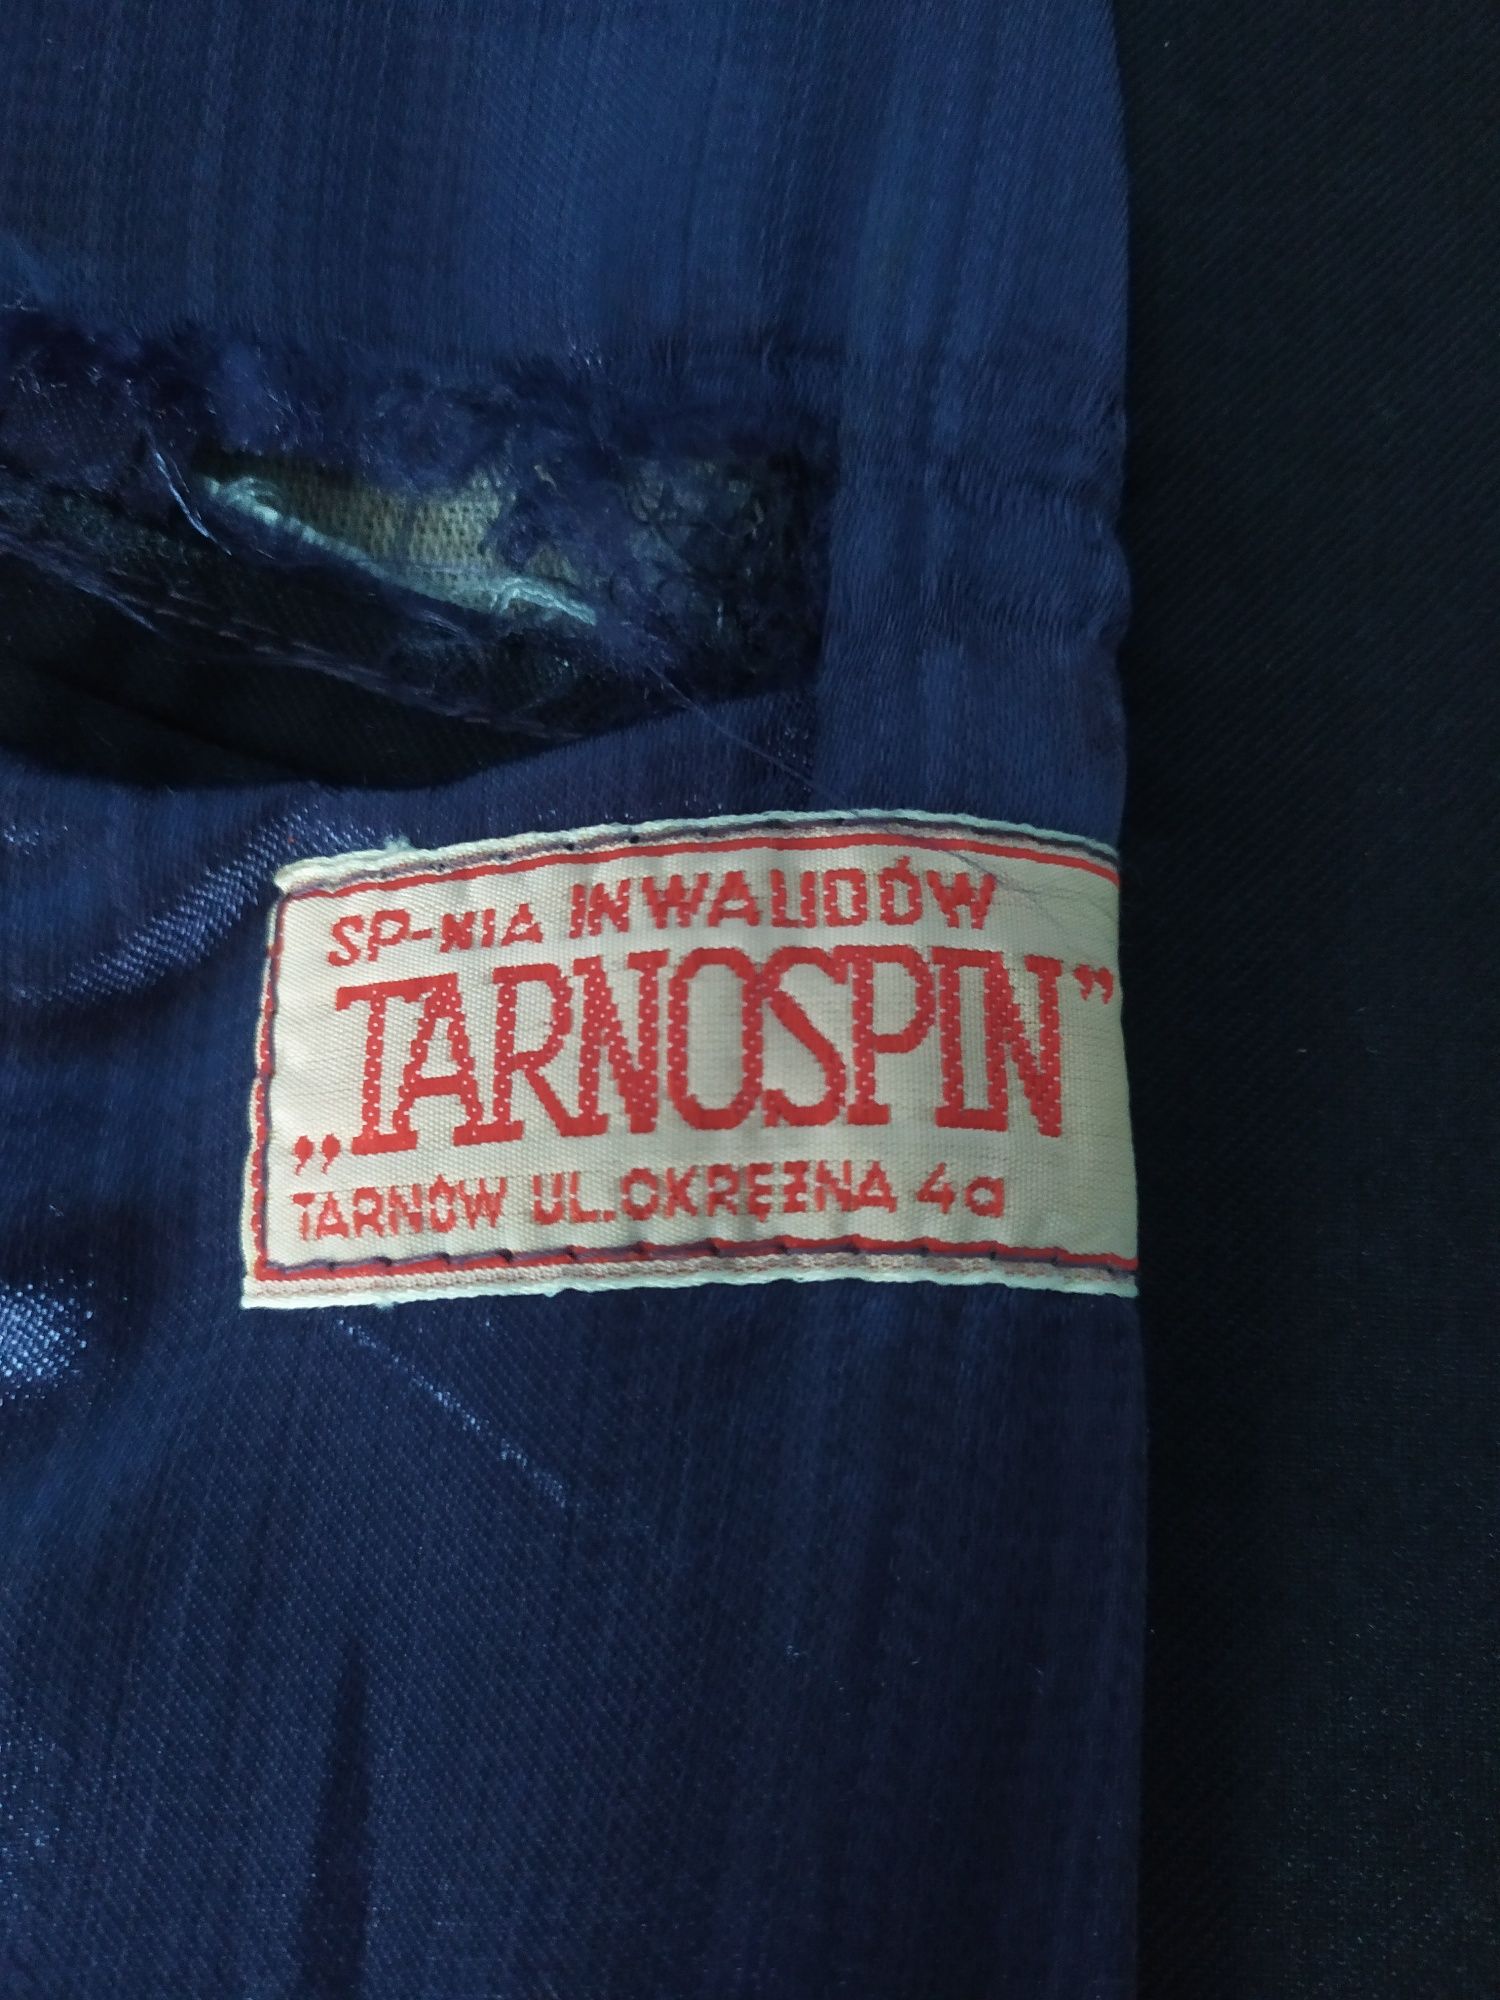 SP-NIA INWALIDÓW
„TARNOSPIN”
TARNÓW UL.OKRĘŻNA 4a